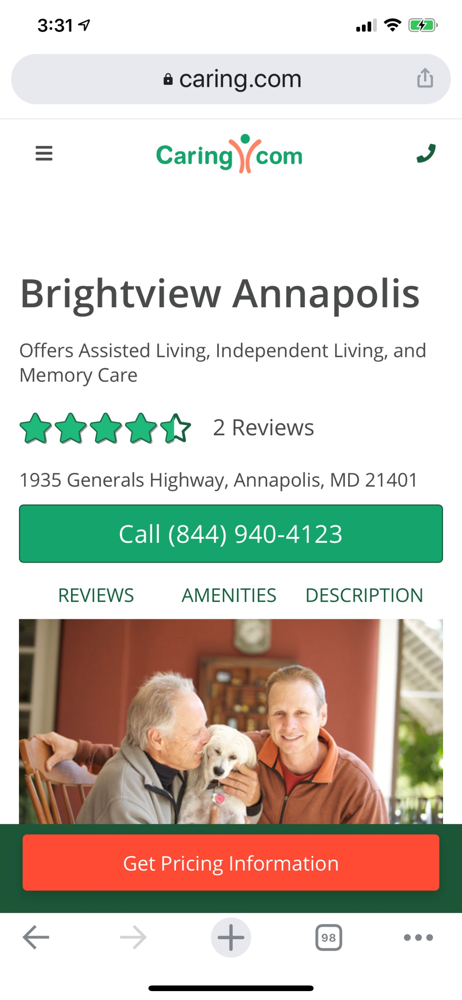 3:31
caring.com
Caring com
Brightview Annapolis
Offers Assisted Living, Independent Living, and
Memory Care
2 Reviews
1935 Generals Highway, Annapolis, MD 21401
Call (844) 940-4123
REVIEWS AMENITIES DESCRIPTION
Get Pricing Information
98